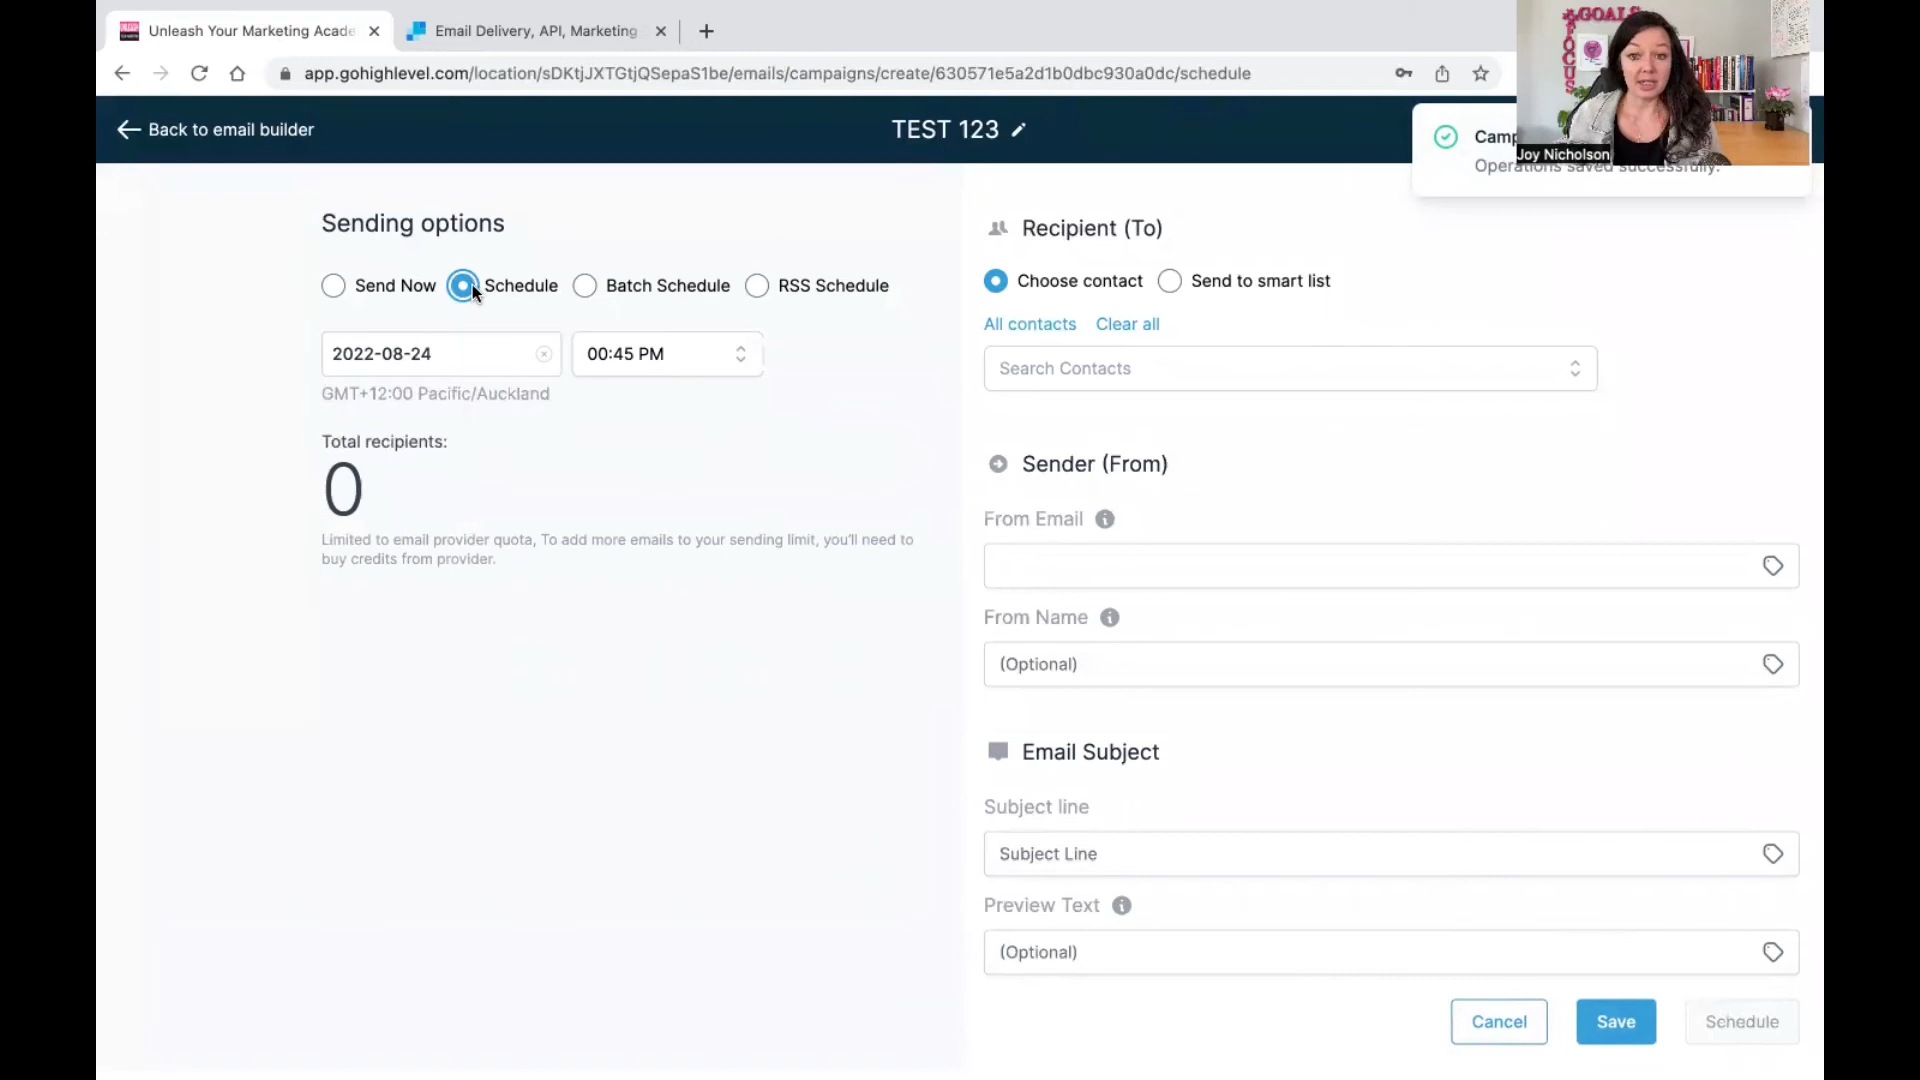 Unleash Your Marketing Acade
Email Delivery, API, Marketing
app.gohighlevel.com/location/sDKtjJXTGtjQSepaS1be/emails/campaigns/create/630571e5a2d1b0dbc930a0dc/schedule
GOALS
FOCUS
Joy Nicholson
Back to email builder
TEST 123
Camp
Operations saved successfully.
Sending options
Send Now
Schedule
Batch Schedule
RSS Schedule
2022-08-24
00:45 PM
GMT+12:00 Pacific/Auckland
Total recipients:
0
Limited to email provider quota, To add more emails to your sending limit, you'll need to
buy credits from provider.
Recipient (To)
Choose contact
Send to smart list
All contacts
Clear all
Search Contacts
Sender (From)
From Email
From Name
(Optional)
Email Subject
Subject line
Subject Line
Preview Text
(Optional)
Cancel
Save
Schedule